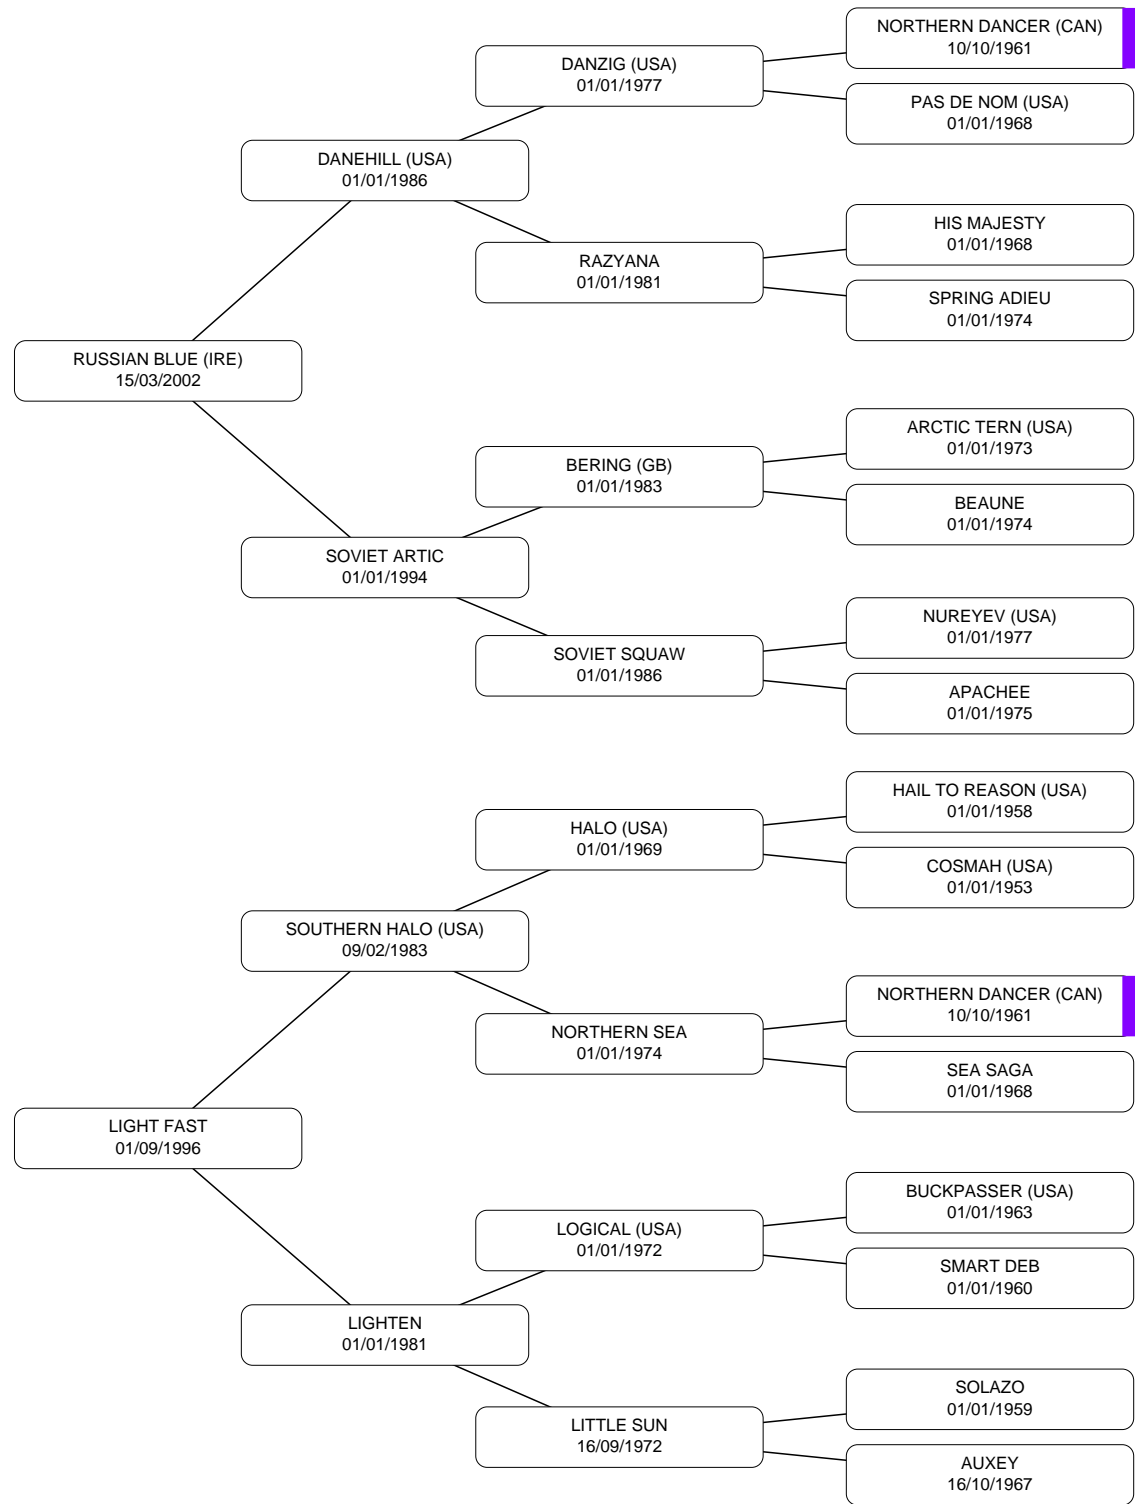 NORTHERN DANCER (CAN)
10/10/1961
DANZIG (USA)
01/01/1977
PAS DE NOM (USA)
01/01/1968
DANEHILL (USA)
01/01/1986
HIS MAJESTY
01/01/1968
RAZYANA
01/01/1981
SPRING ADIEU
01/01/1974
RUSSIAN BLUE (IRE)
15/03/2002
ARCTIC TERN (USA)
01/01/1973
BERING (GB)
01/01/1983
BEAUNE
01/01/1974
SOVIET ARTIC
01/01/1994
NUREYEV (USA)
01/01/1977
SOVIET SQUAW
01/01/1986
APACHEE
01/01/1975
HAIL TO REASON (USA)
01/01/1958
HALO (USA)
01/01/1969
COSMAH (USA)
01/01/1953
SOUTHERN HALO (USA)
09/02/1983
NORTHERN DANCER (CAN)
10/10/1961
NORTHERN SEA
01/01/1974
SEA SAGA
01/01/1968
LIGHT FAST
01/09/1996
BUCKPASSER (USA)
01/01/1963
LOGICAL (USA)
01/01/1972
SMART DEB
01/01/1960
LIGHTEN
01/01/1981
SOLAZO
01/01/1959
LITTLE SUN
16/09/1972
AUXEY
16/10/1967